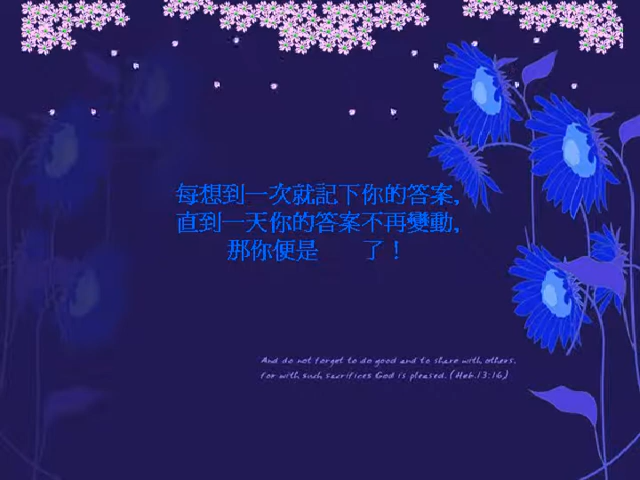 每想到一次就記下你的答案,
直到一天你的答案不再變動,
那你便是　　了！
And do not forget to do good and to share with others,
for with such sacrifices God is pleased. (Heb.13:16)